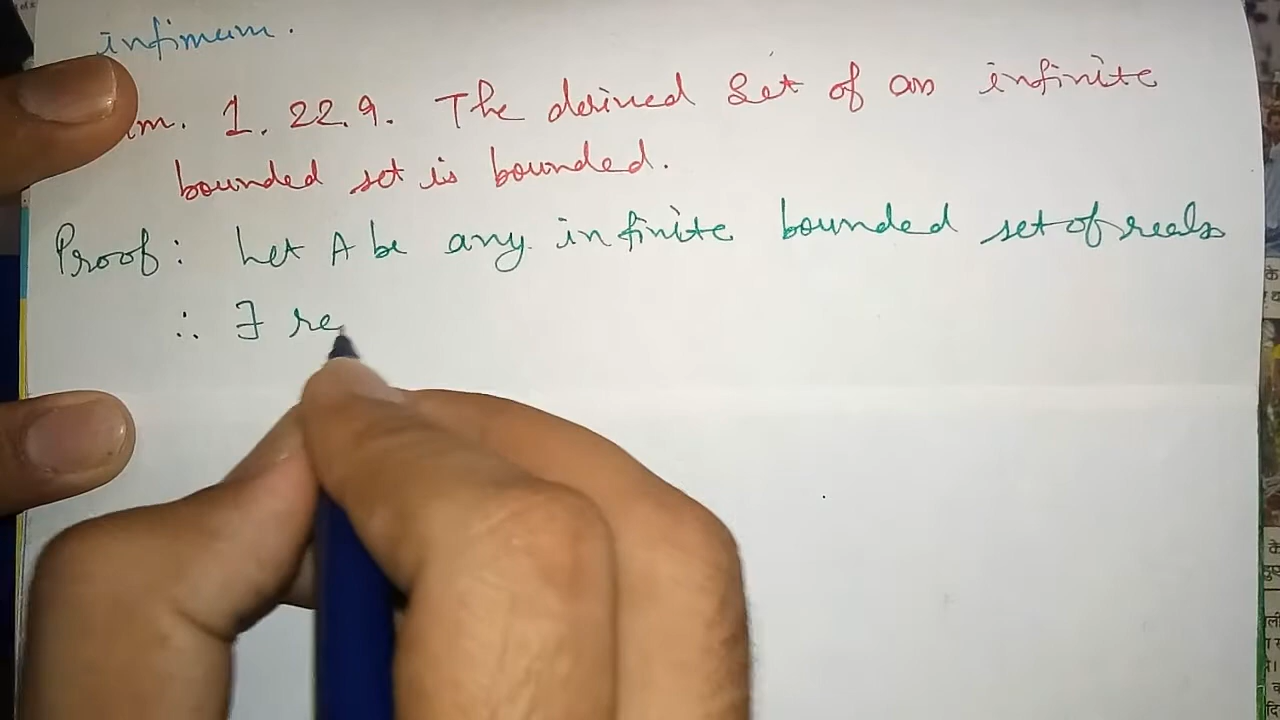 infimum.
m. 1.22.9. The derived Set of an infinite
bounded set is bounded.
Proof: Let A be any infinite bounded set of reals
∴ ∃ re